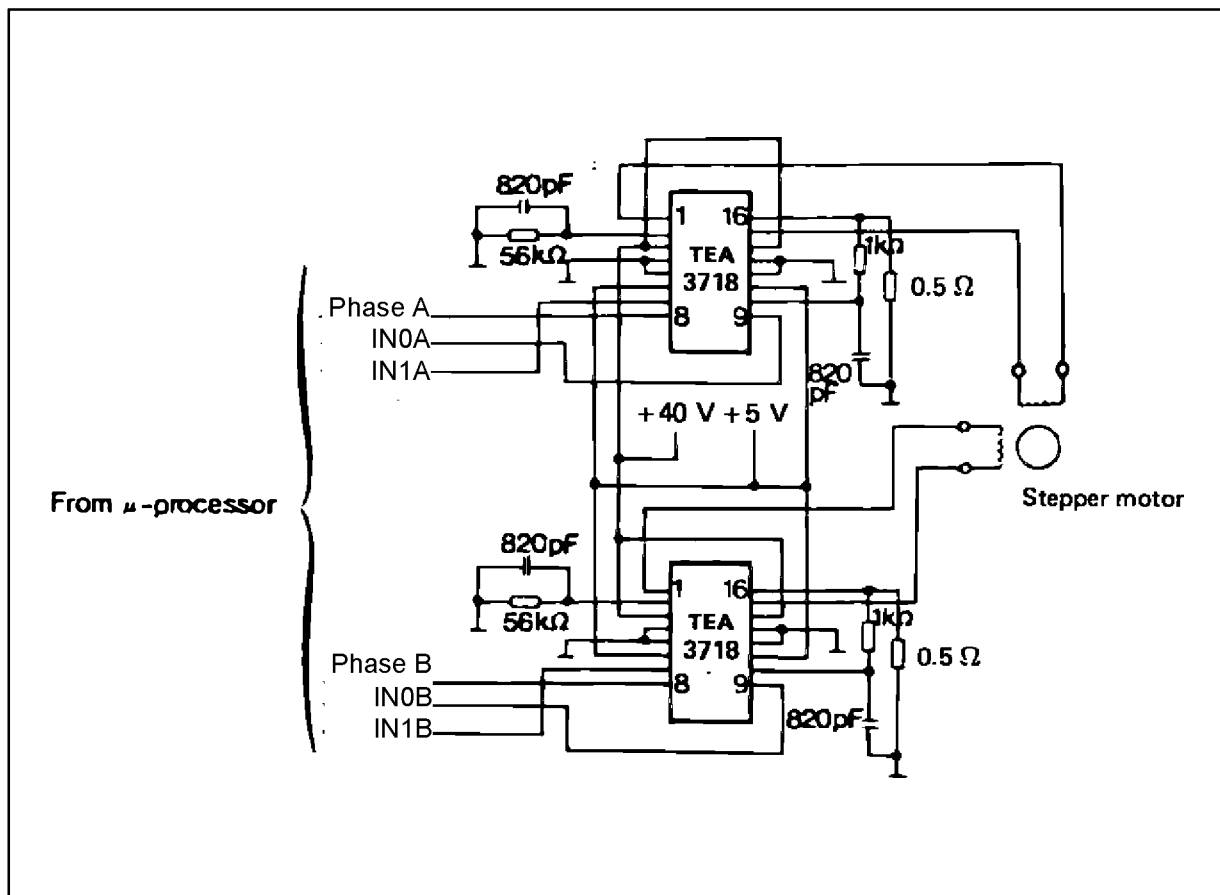 820pF
56kΩ
1
16
TEA
3718
8
9
1kΩ
0.5 Ω
820
pF
Phase A
IN0A
IN1A
+40 V +5 V
From μ-processor
Stepper motor
820pF
56kΩ
1
16
TEA
3718
8
9
1kΩ
0.5 Ω
820pF
Phase B
IN0B
IN1B